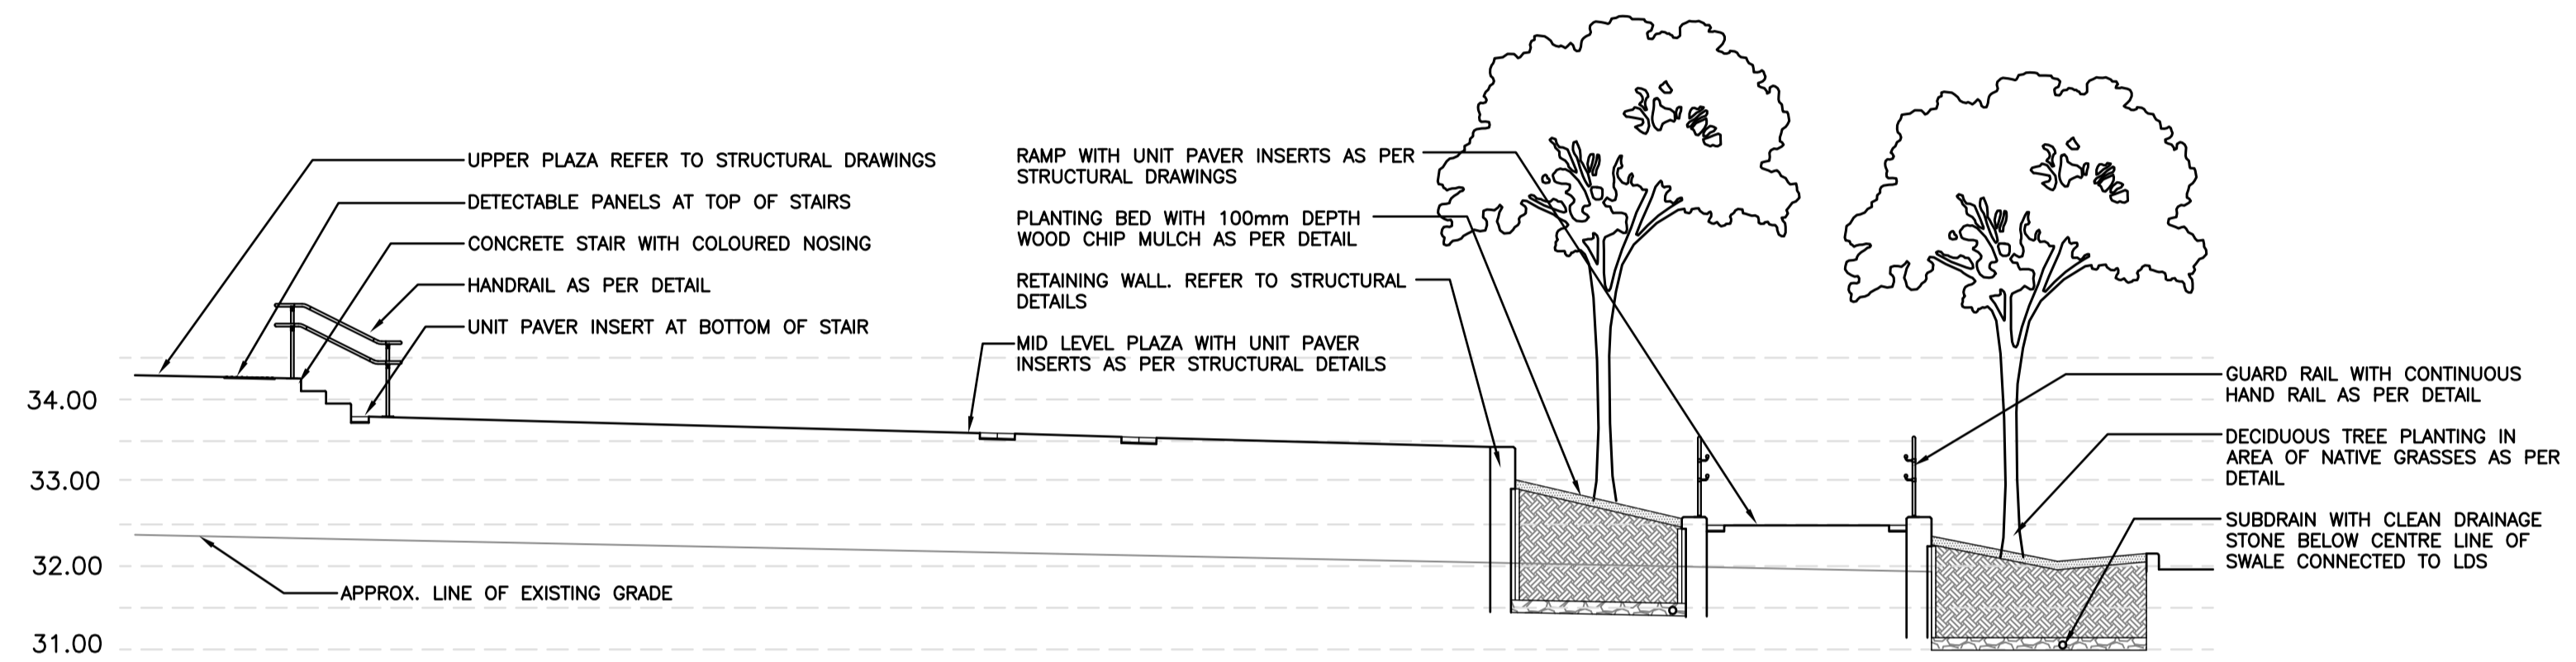 UPPER PLAZA REFER TO STRUCTURAL DRAWINGS
DETECTABLE PANELS AT TOP OF STAIRS
CONCRETE STAIR WITH COLOURED NOSING
HANDRAIL AS PER DETAIL
UNIT PAVER INSERT AT BOTTOM OF STAIR
RAMP WITH UNIT PAVER INSERTS AS PER
STRUCTURAL DRAWINGS
PLANTING BED WITH 100mm DEPTH
WOOD CHIP MULCH AS PER DETAIL
RETAINING WALL. REFER TO STRUCTURAL
DETAILS
MID LEVEL PLAZA WITH UNIT PAVER
INSERTS AS PER STRUCTURAL DETAILS
GUARD RAIL WITH CONTINUOUS
HAND RAIL AS PER DETAIL
DECIDUOUS TREE PLANTING IN
AREA OF NATIVE GRASSES AS PER
DETAIL
SUBDRAIN WITH CLEAN DRAINAGE
STONE BELOW CENTRE LINE OF
SWALE CONNECTED TO LDS
34.00
33.00
32.00
31.00
APPROX. LINE OF EXISTING GRADE